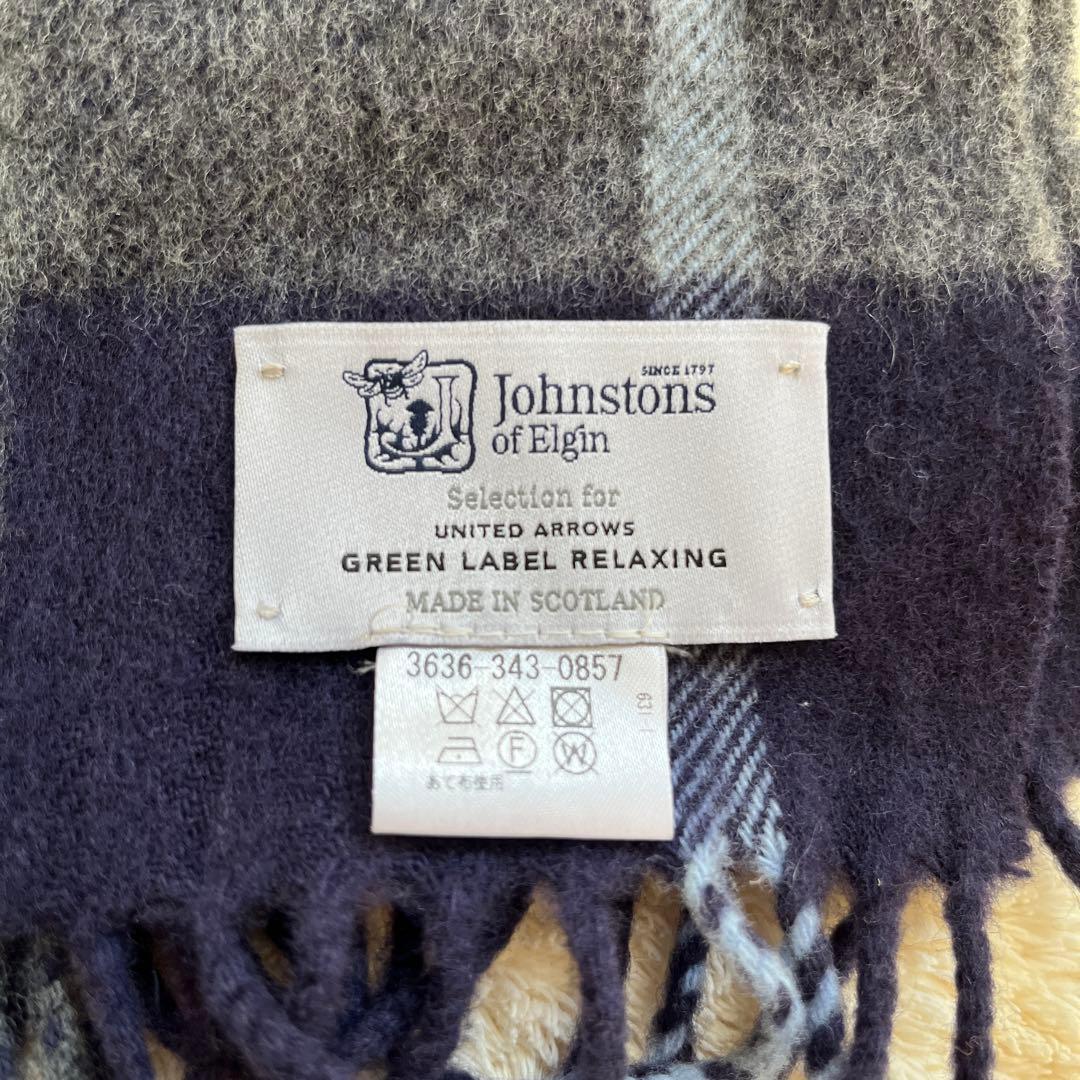 SINCE 1797
Johnstons
of Elgin
Selection for
UNITED ARROWS
GREEN LABEL RELAXING
MADE IN SCOTLAND
3636-343-0857
F W
あて布使用